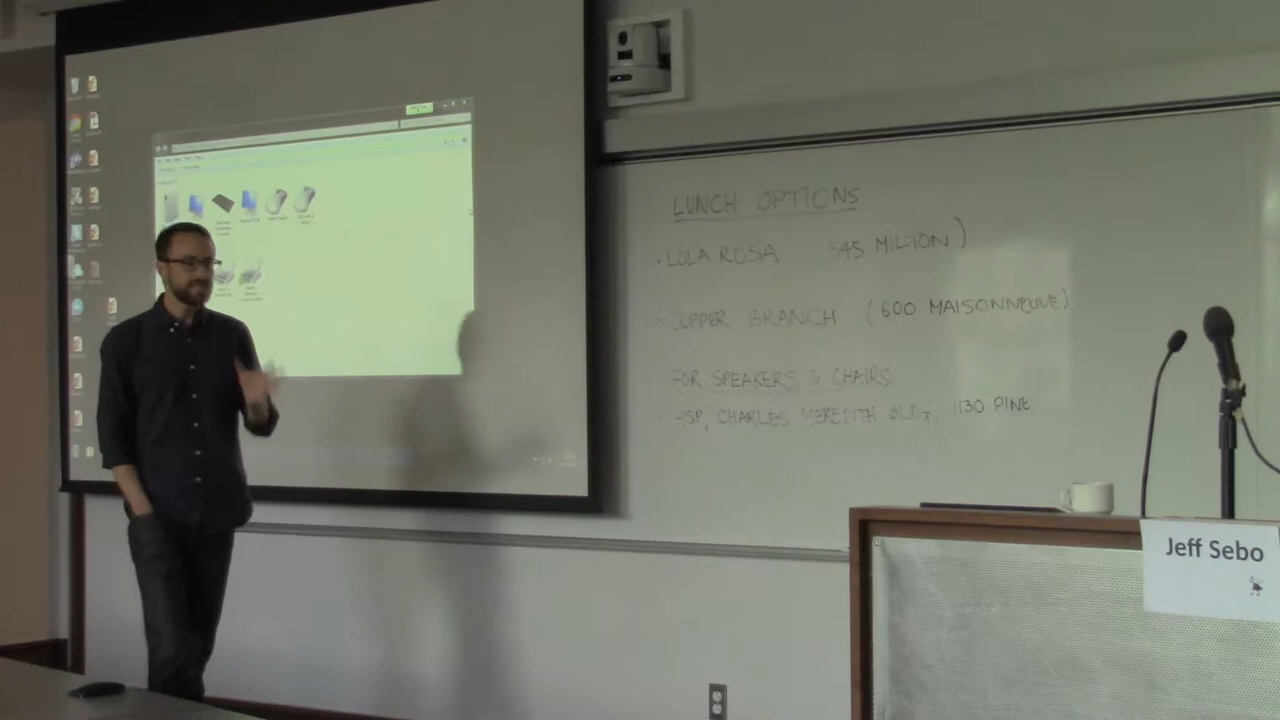 LUNCH OPTIONS
· LOLA ROSA 545 MILTON )
· COPPER BRANCH (600 MAISONNEUVE)
FOR SPEAKERS & CHAIRS
CHARLES MEREDITH BLDG, 1130 PINE
Jeff Sebo